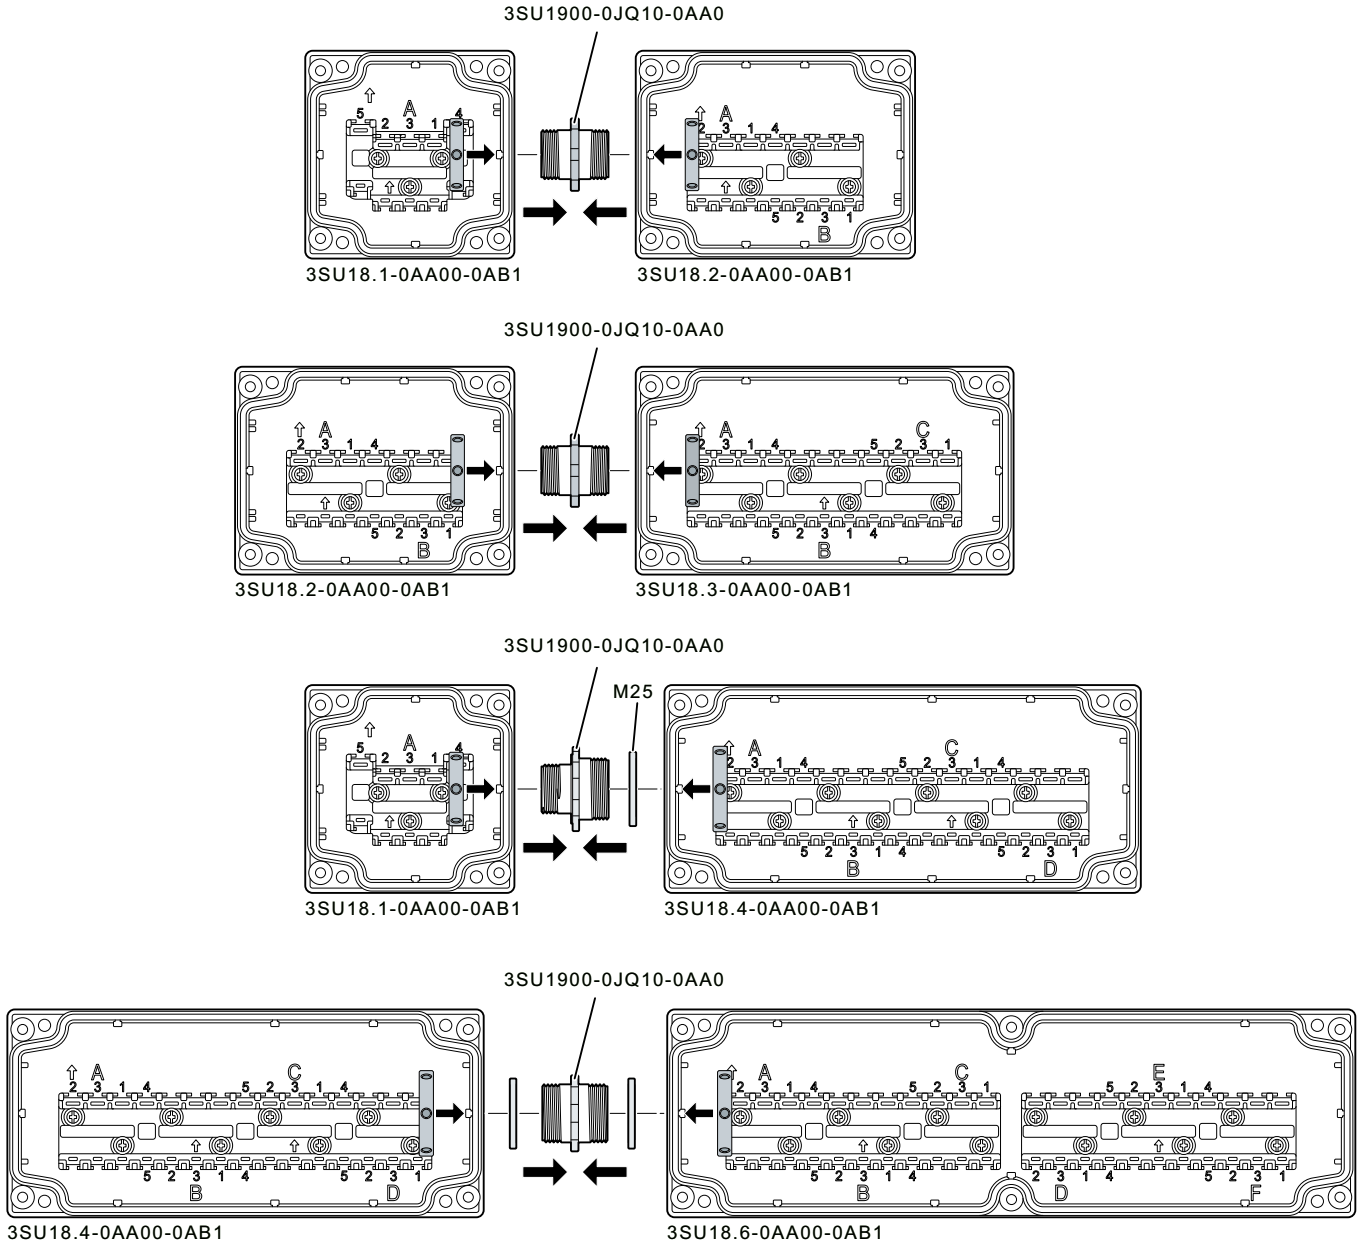 3SU1900-0JQ10-0AA0
A
5 2 3 1 4
A
2 3 1 4
5 2 3 1
B
3SU18.1-0AA00-0AB1
3SU18.2-0AA00-0AB1
3SU1900-0JQ10-0AA0
A
2 3 1 4
5 2 3 1
B
A C
2 3 1 4 5 2 3 1
5 2 3 1 4
B
3SU18.2-0AA00-0AB1
3SU18.3-0AA00-0AB1
3SU1900-0JQ10-0AA0
M25
A
5 2 3 1 4
A C
2 3 1 4 5 2 3 1 4
5 2 3 1 4 5 2 3 1
B D
3SU18.1-0AA00-0AB1
3SU18.4-0AA00-0AB1
3SU1900-0JQ10-0AA0
A C
2 3 1 4 5 2 3 1 4
5 2 3 1 4 5 2 3 1
B D
A C E
2 3 1 4 5 2 3 1 5 2 3 1 4
5 2 3 1 4 2 3 1 4 5 2 3 1
B D F
3SU18.4-0AA00-0AB1
3SU18.6-0AA00-0AB1